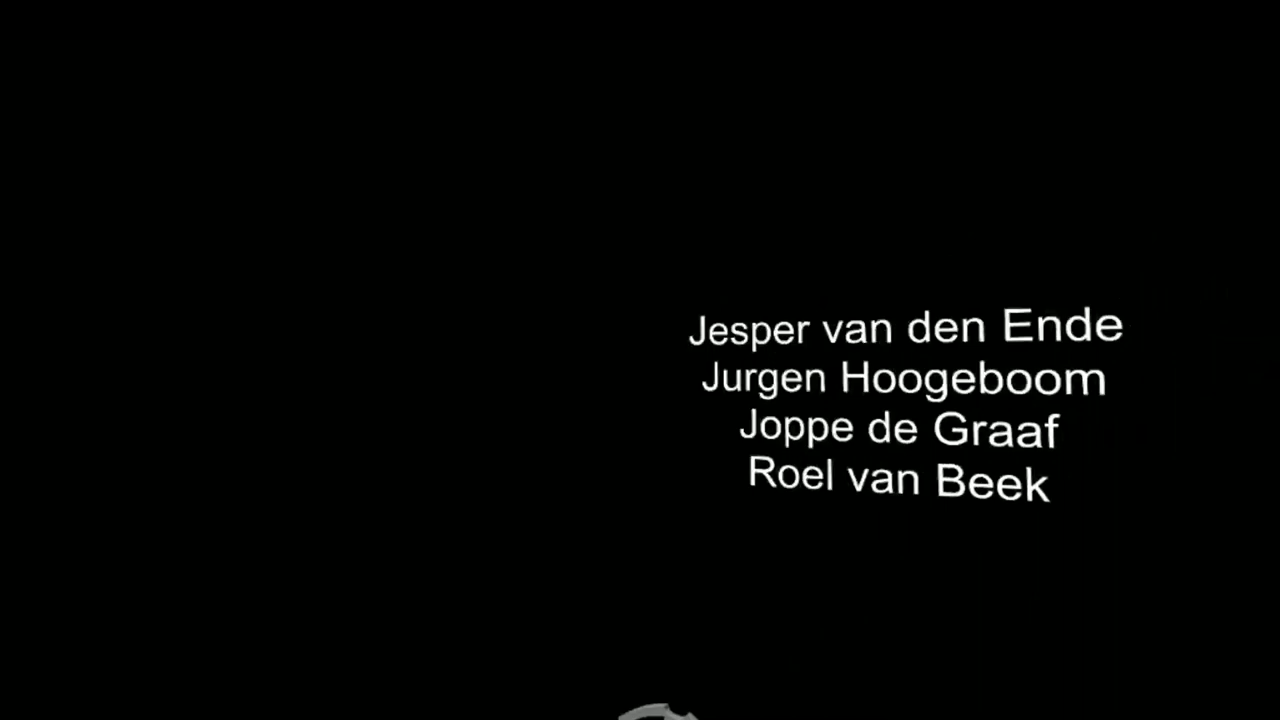 Jesper van den Ende
Jurgen Hoogeboom
Joppe de Graaf
Roel van Beek